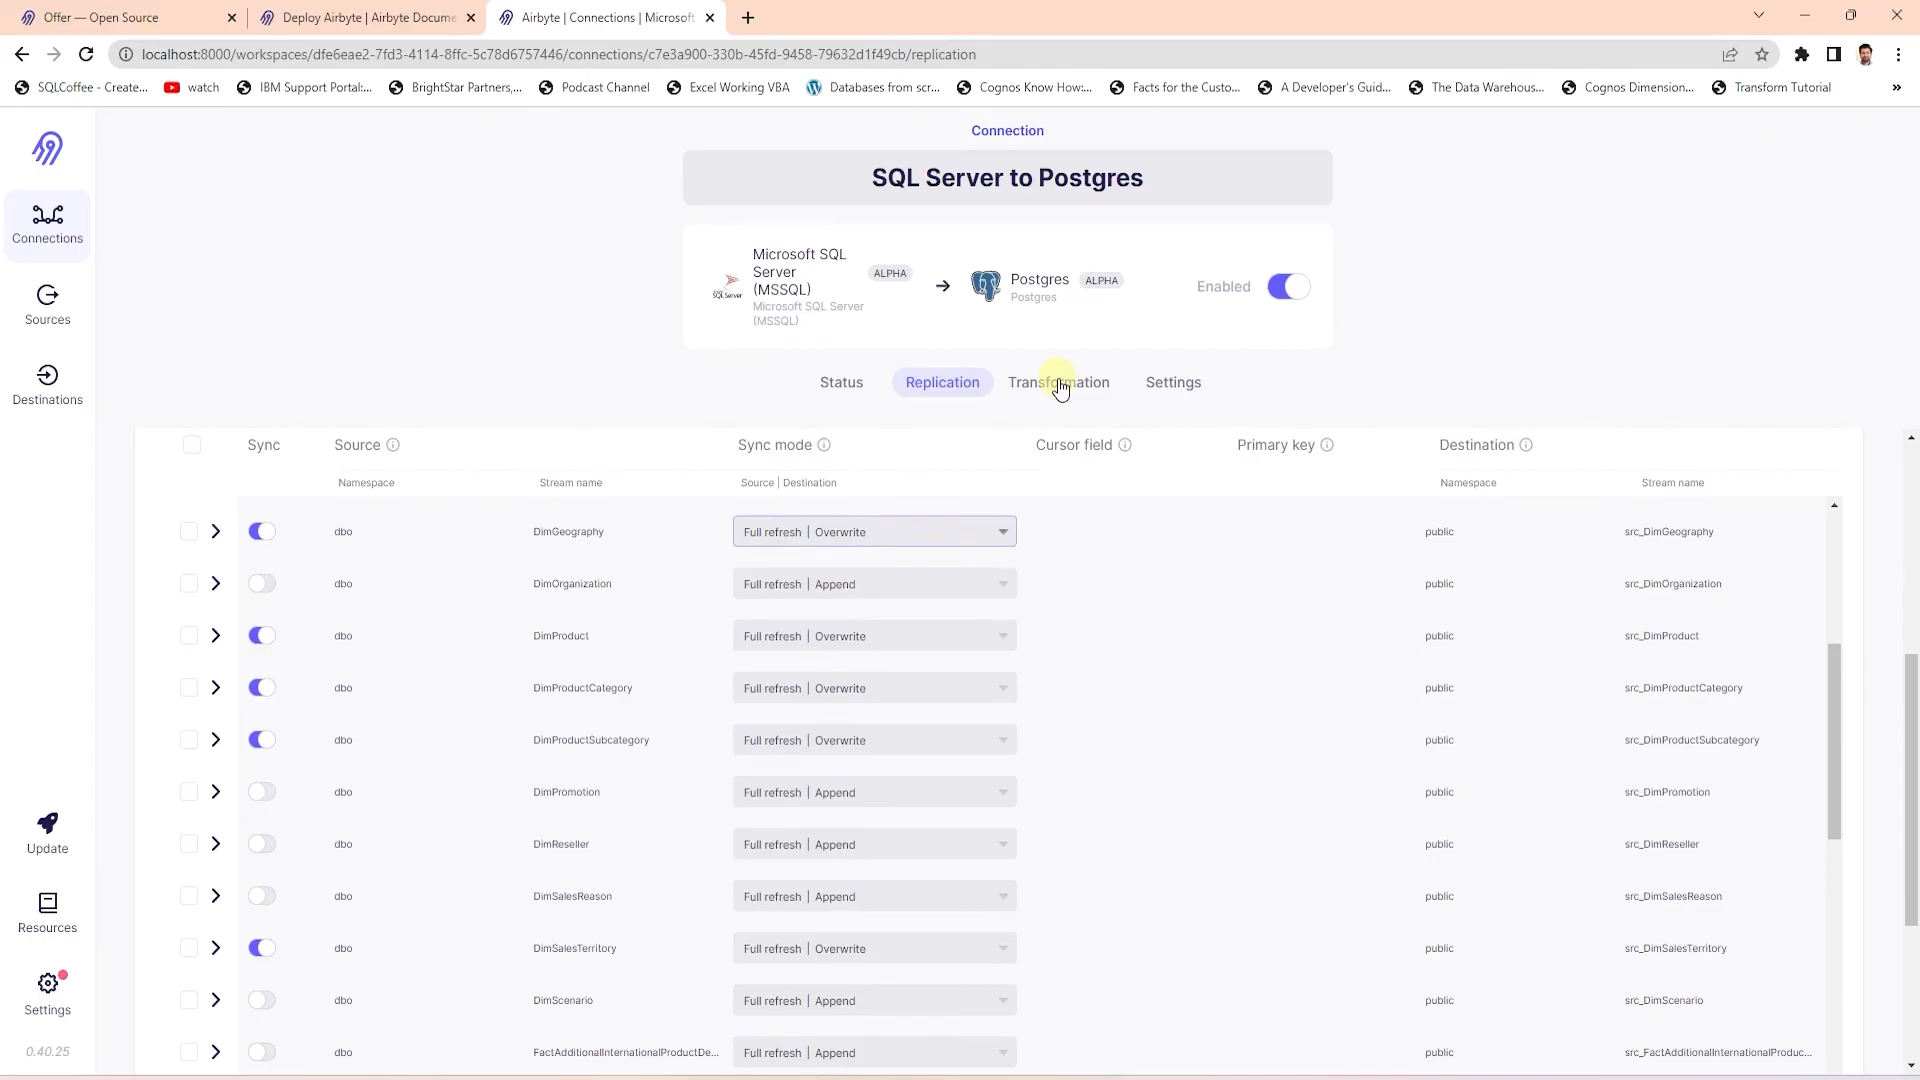 Offer — Open Source
Deploy Airbyte | Airbyte Docume
Airbyte | Connections | Microsoft
localhost:8000/workspaces/dfe6eae2-7fd3-4114-8ffc-5c78d6757446/connections/c7e3a900-330b-45fd-9458-79632d1f49cb/replication
SQLCoffee - Create...
watch
IBM Support Portal:...
BrightStar Partners,...
Podcast Channel
Excel Working VBA
Databases from scr...
Cognos Know How:...
Facts for the Custo...
A Developer's Guid...
The Data Warehous...
Cognos Dimension...
Transform Tutorial
»
Connections
Sources
Destinations
Update
Resources
Settings
0.40.25
Connection
SQL Server to Postgres
SQL Server
Microsoft SQL
Server
(MSSQL)
Microsoft SQL Server
(MSSQL)
ALPHA
Postgres
Postgres
ALPHA
Enabled
Status
Replication
Transformation
Settings
Sync
Source
Sync mode
Cursor field
Primary key
Destination
Namespace
Stream name
Source | Destination
Namespace
Stream name
dbo DimGeography Full refresh | Overwrite public src_DimGeography
dbo DimOrganization Full refresh | Append public src_DimOrganization
dbo DimProduct Full refresh | Overwrite public src_DimProduct
dbo DimProductCategory Full refresh | Overwrite public src_DimProductCategory
dbo DimProductSubcategory Full refresh | Overwrite public src_DimProductSubcategory
dbo DimPromotion Full refresh | Append public src_DimPromotion
dbo DimReseller Full refresh | Append public src_DimReseller
dbo DimSalesReason Full refresh | Append public src_DimSalesReason
dbo DimSalesTerritory Full refresh | Overwrite public src_DimSalesTerritory
dbo DimScenario Full refresh | Append public src_DimScenario
dbo FactAdditionalInternationalProductDe... Full refresh | Append public src_FactAdditionalInternationalProduc...